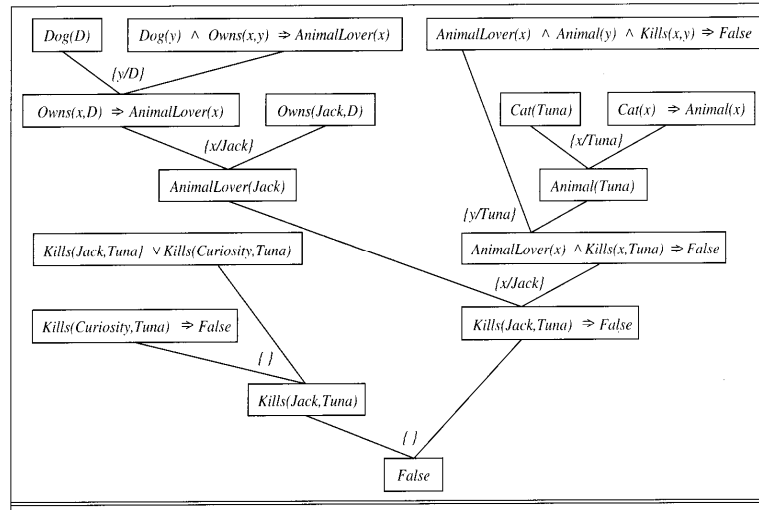 Dog(D)
Dog(y) ∧ Owns(x,y) ⇒ AnimalLover(x)
AnimalLover(x) ∧ Animal(y) ∧ Kills(x,y) ⇒ False
{y/D}
Owns(x,D) ⇒ AnimalLover(x)
Owns(Jack,D)
Cat(Tuna)
Cat(x) ⇒ Animal(x)
{x/Jack}
{x/Tuna}
AnimalLover(Jack)
Animal(Tuna)
{y/Tuna}
Kills(Jack,Tuna} ∨ Kills(Curiosity,Tuna)
AnimalLover(x) ∧ Kills(x,Tuna) ⇒ False
{x/Jack}
Kills(Curiosity,Tuna) ⇒ False
Kills(Jack,Tuna) ⇒ False
{ }
Kills(Jack,Tuna)
{ }
False